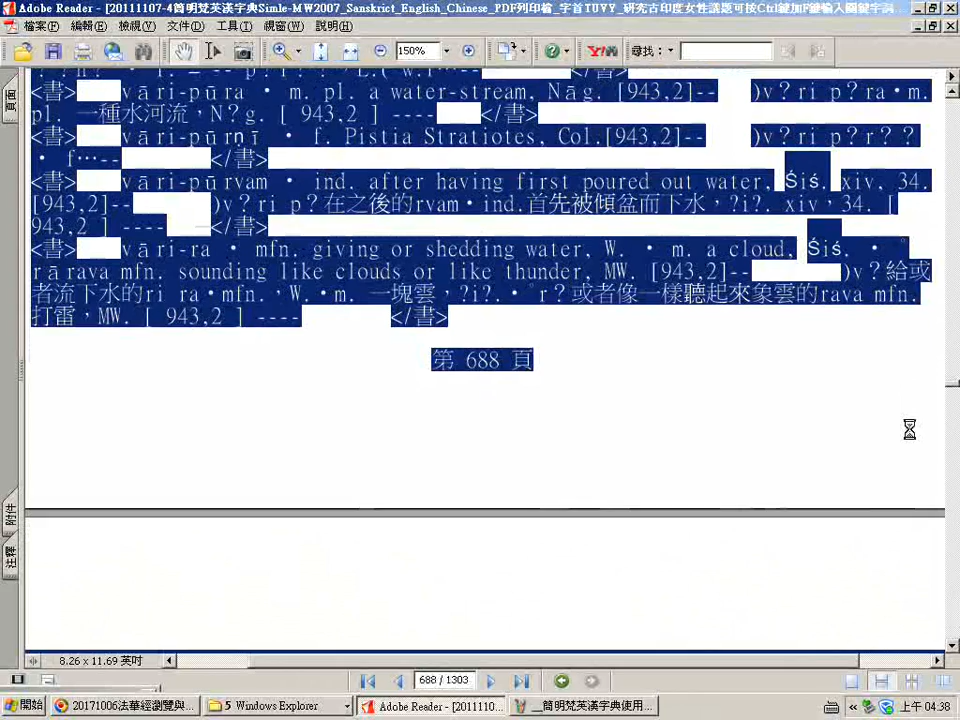 Adobe Reader - [20111107-4簡明梵英漢字典Simle-MW2007_Sanskrict_English_Chinese_PDF列印檔_字首TUVY_研究古印度女性議題可按Ctrl鍵加F鍵輸入關鍵字詞
檔案(F) 編輯(E) 檢視(V) 文件(D) 工具(T) 視窗(W) 說明(H)
150% 尋找：
頁面
<書> vāri-pūra • m. pl. a water-stream, Nāg. [943,2]-- )v？ri p？ra•m.
pl. 一種水河流，N？g. [ 943,2 ] ---- </書>
<書> vāri-pūrṇī • f. Pistia Stratiotes, Col.[943,2]-- )v？ri p？r？？
• f…-- </書>
<書> vāri-pūrvam • ind. after having first poured out water, Śiś. xiv, 34.
[943,2]-- )v？ri p？在之後的rvam•ind.首先被傾盆而下水，?i?. xiv，34. [
943,2 ] ---- </書>
<書> vāri-ra • mfn. giving or shedding water, W. • m. a cloud, Śiś. • °
rārava mfn. sounding like clouds or like thunder, MW. [943,2]-- )v？給或
者流下水的ri ra•mfn.，W.•m. 一塊雲，?i?.•°r？或者像一樣聽起來象雲的rava mfn.
打雷，MW. [ 943,2 ] ---- </書>
第 688 頁
附件
注釋
8.26 x 11.69 英吋
688 / 1303
開始 20171006法華經瀏覽與... 5 Windows Explorer Adobe Reader - [2011110... __簡明梵英漢字典使用... 上午 04:38